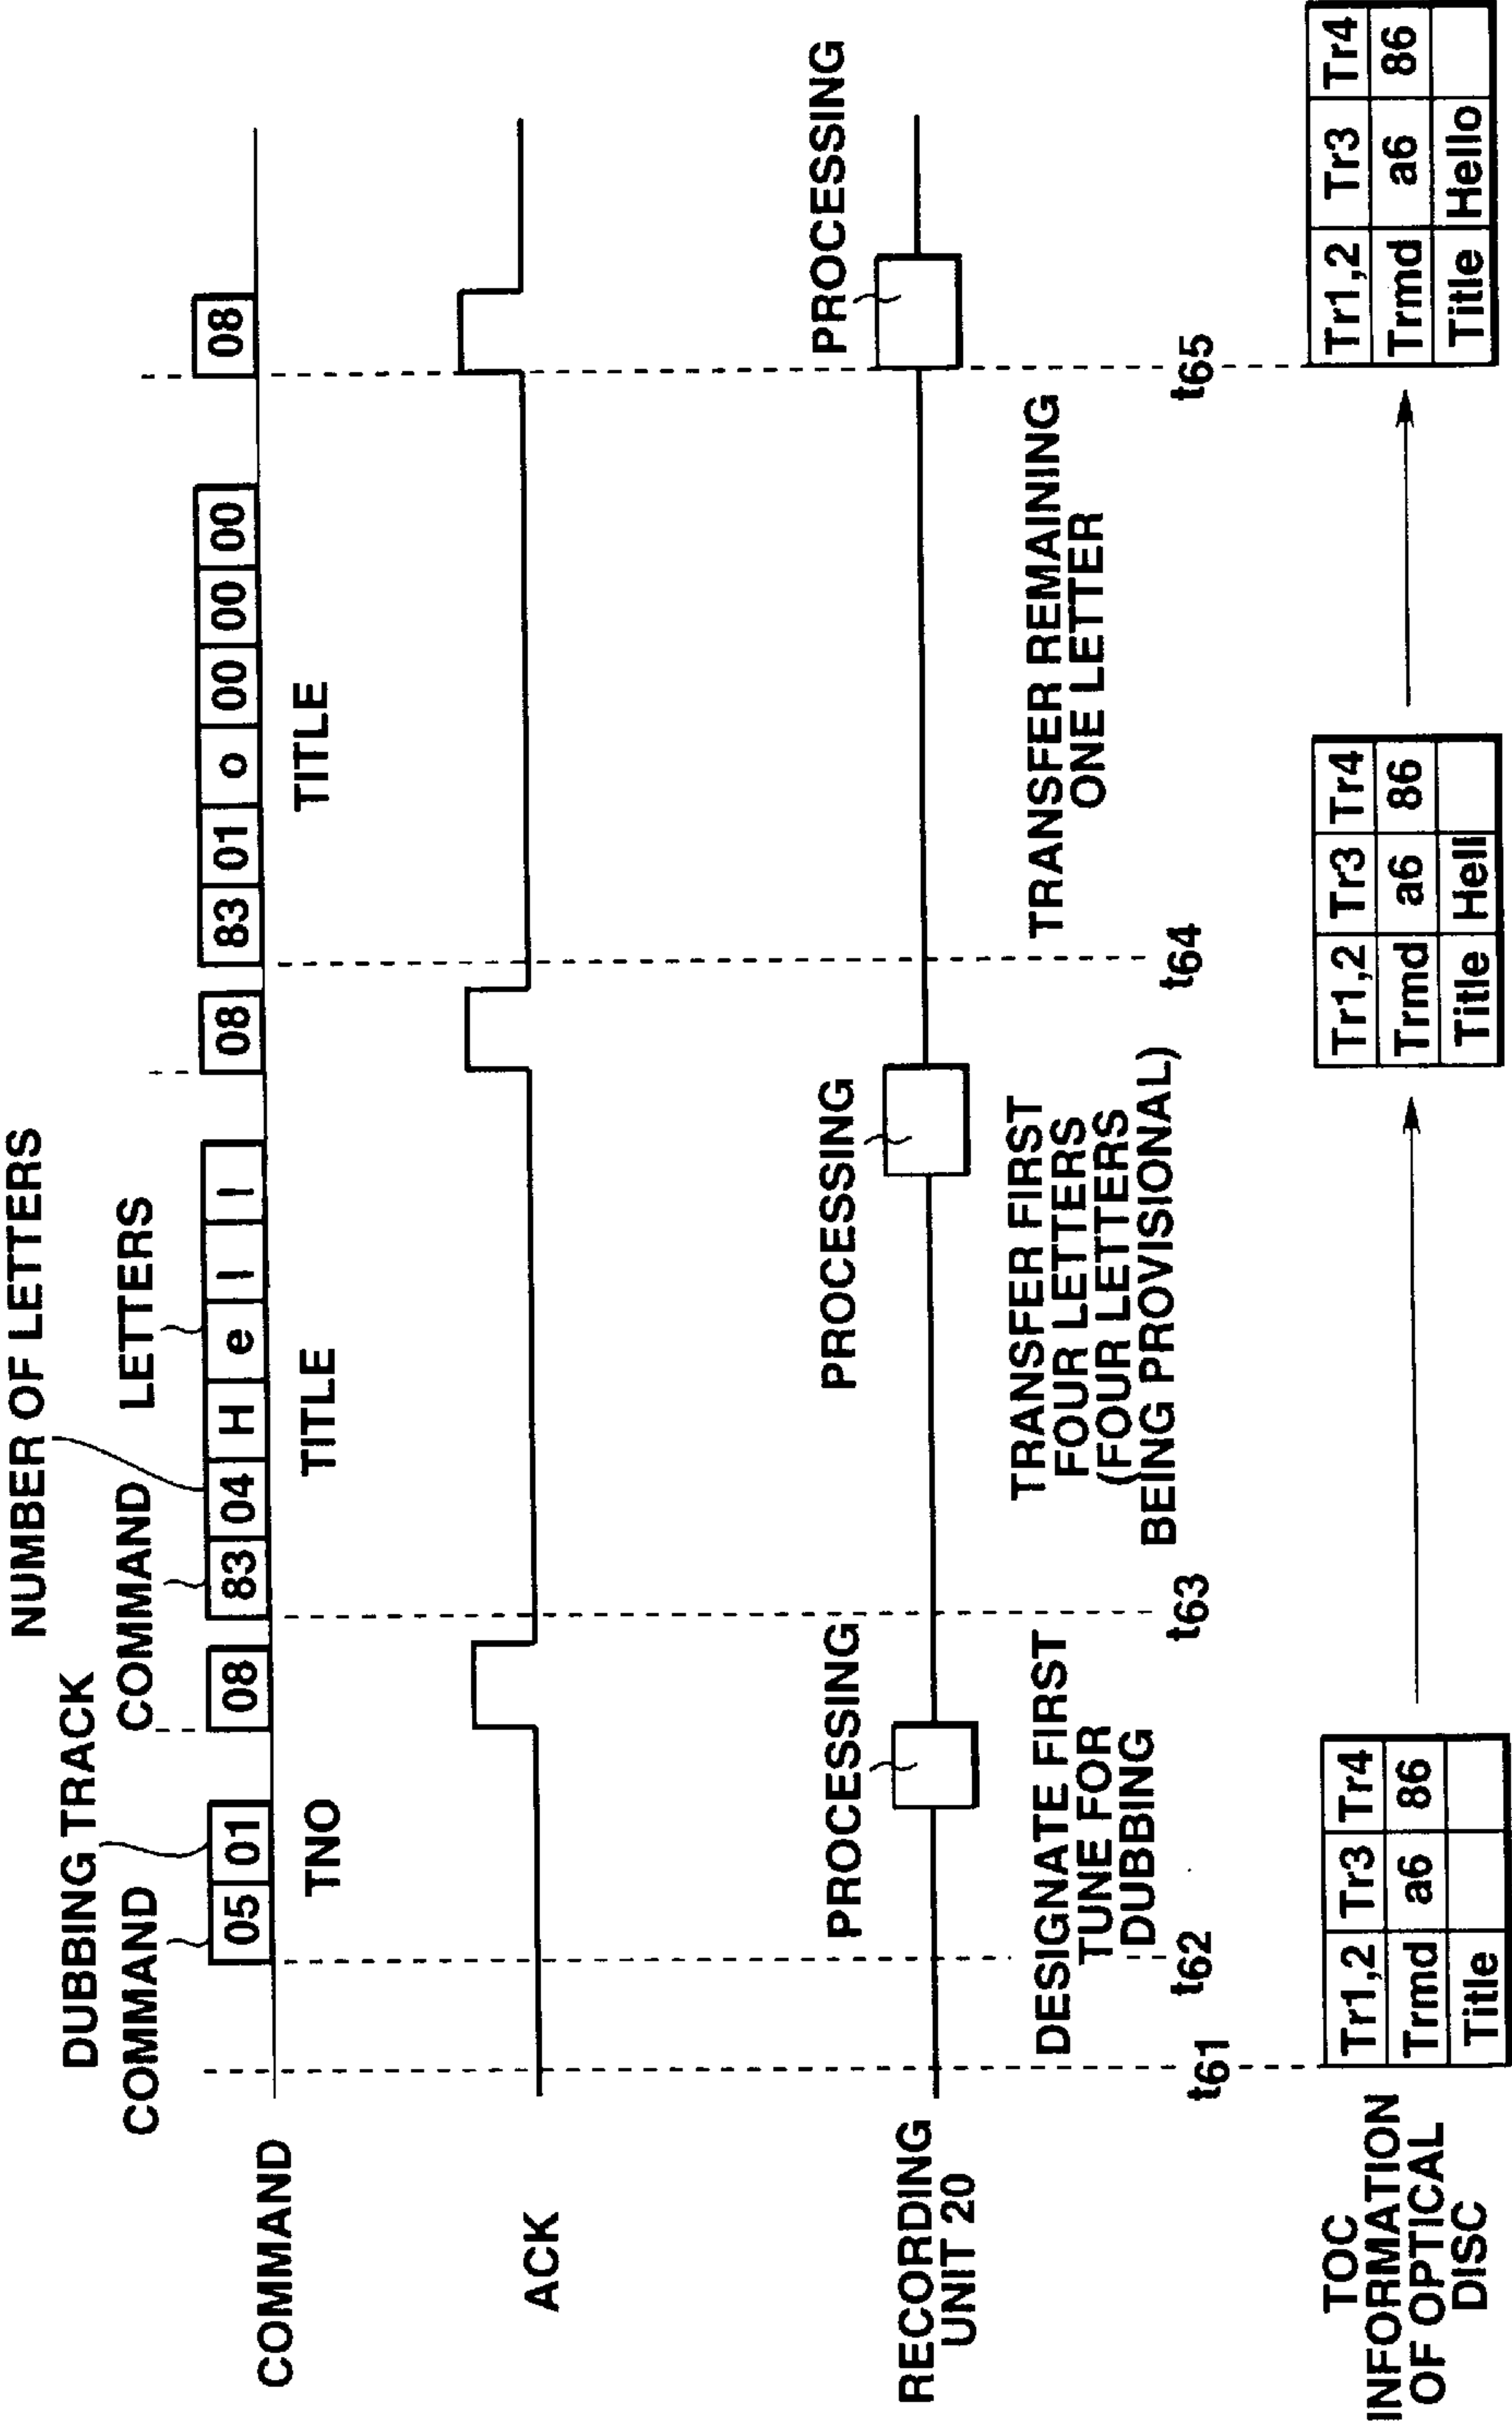 NUMBER OF LETTERS
DUBBING TRACK
COMMAND
COMMAND
LETTERS
COMMAND
05 01
08
83 04 H e l l
08
83 01 o 00 00 00
08
TNO
TITLE
TITLE
ACK
RECORDING
UNIT 20
PROCESSING
PROCESSING
PROCESSING
DESIGNATE FIRST
TUNE FOR
DUBBING
TRANSFER FIRST
FOUR LETTERS
(FOUR LETTERS
BEING PROVISIONAL)
TRANSFER REMAINING
ONE LETTER
t61
t62
t63
t64
t65
TOC
INFORMATION
OF OPTICAL
DISC
Tr1,2 Tr3 Tr4
Trmd a6 86
Title
Tr1,2 Tr3 Tr4
Trmd a6 86
Title Hell
Tr1,2 Tr3 Tr4
Trmd a6 86
Title Hello